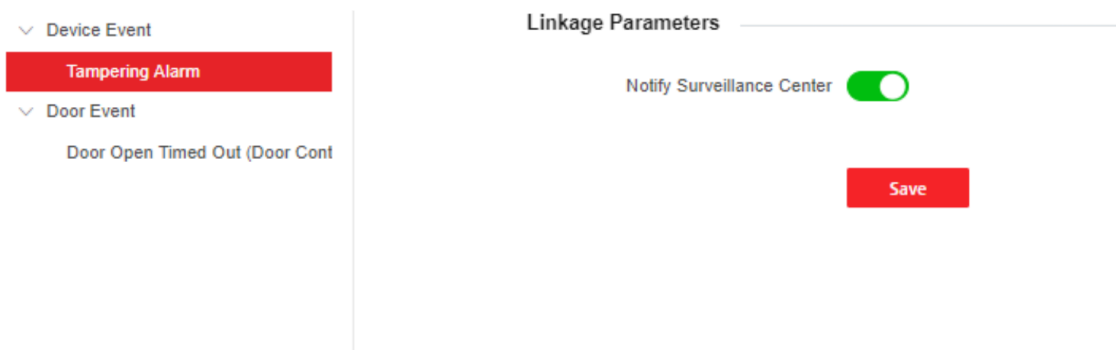 Device Event
Tampering Alarm
Door Event
Door Open Timed Out (Door Cont
Linkage Parameters
Notify Surveillance Center
Save